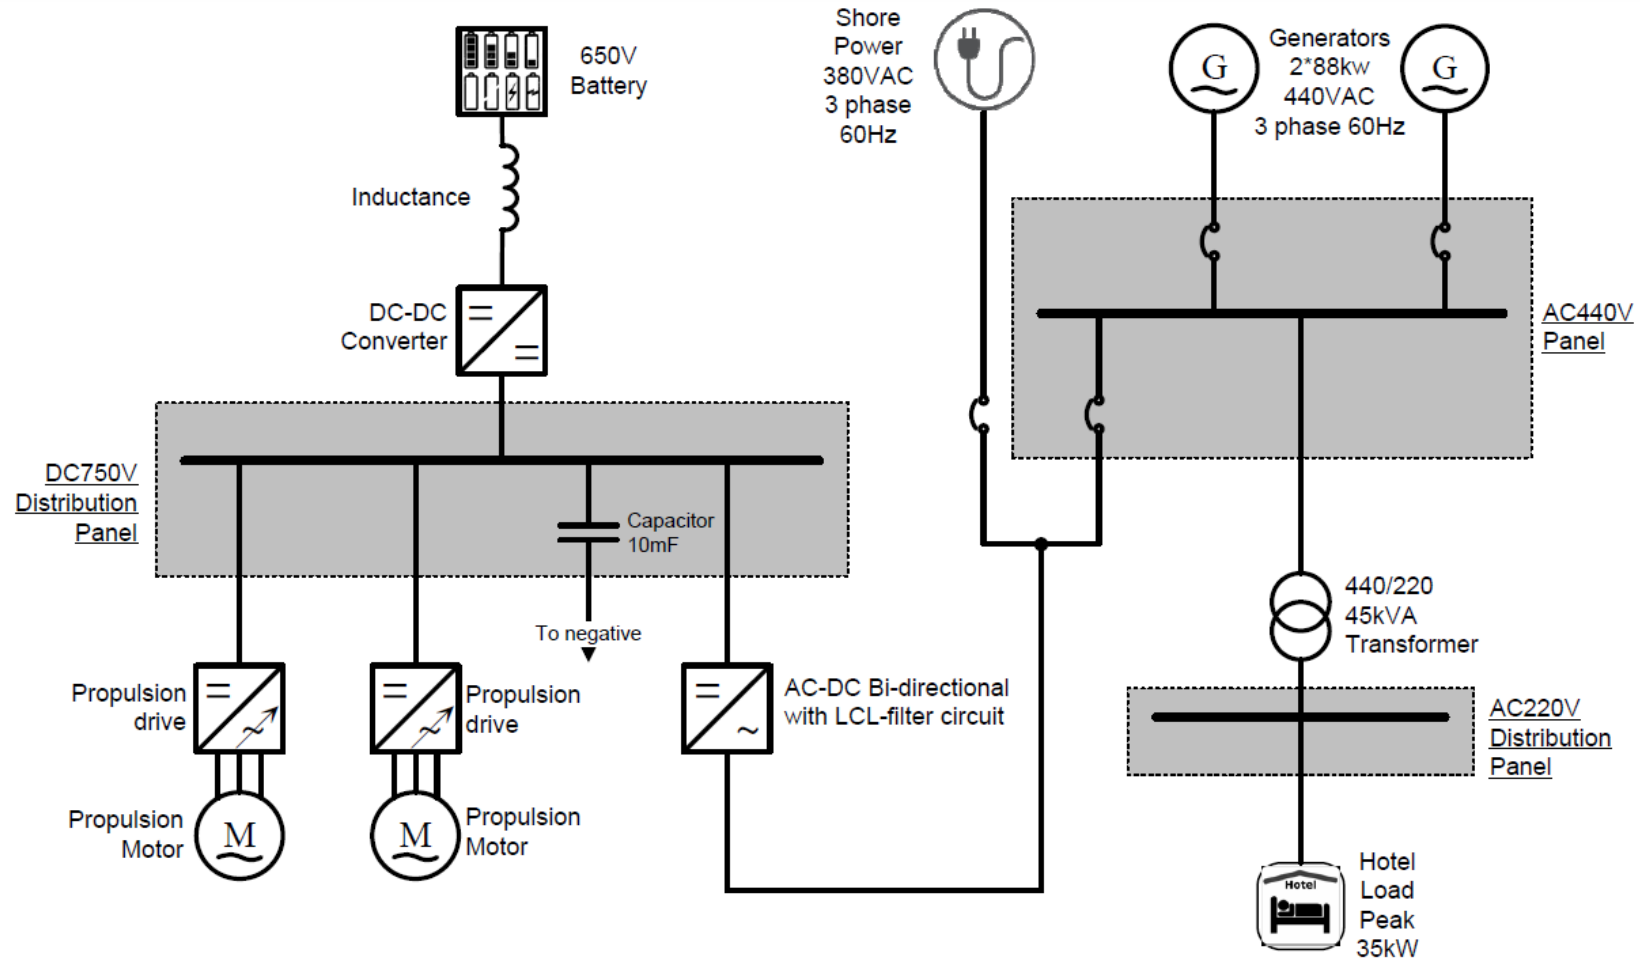 650V
Battery
Shore
Power
380VAC
3 phase
60Hz
G
Generators
2*88kw
440VAC
3 phase 60Hz
G
Inductance
DC-DC
Converter
AC440V
Panel
DC750V
Distribution
Panel
Capacitor
10mF
To negative
440/220
45kVA
Transformer
Propulsion
drive
Propulsion
drive
AC-DC Bi-directional
with LCL-filter circuit
AC220V
Distribution
Panel
Propulsion
Motor
M
M
Propulsion
Motor
Hotel
Hotel
Load
Peak
35kW